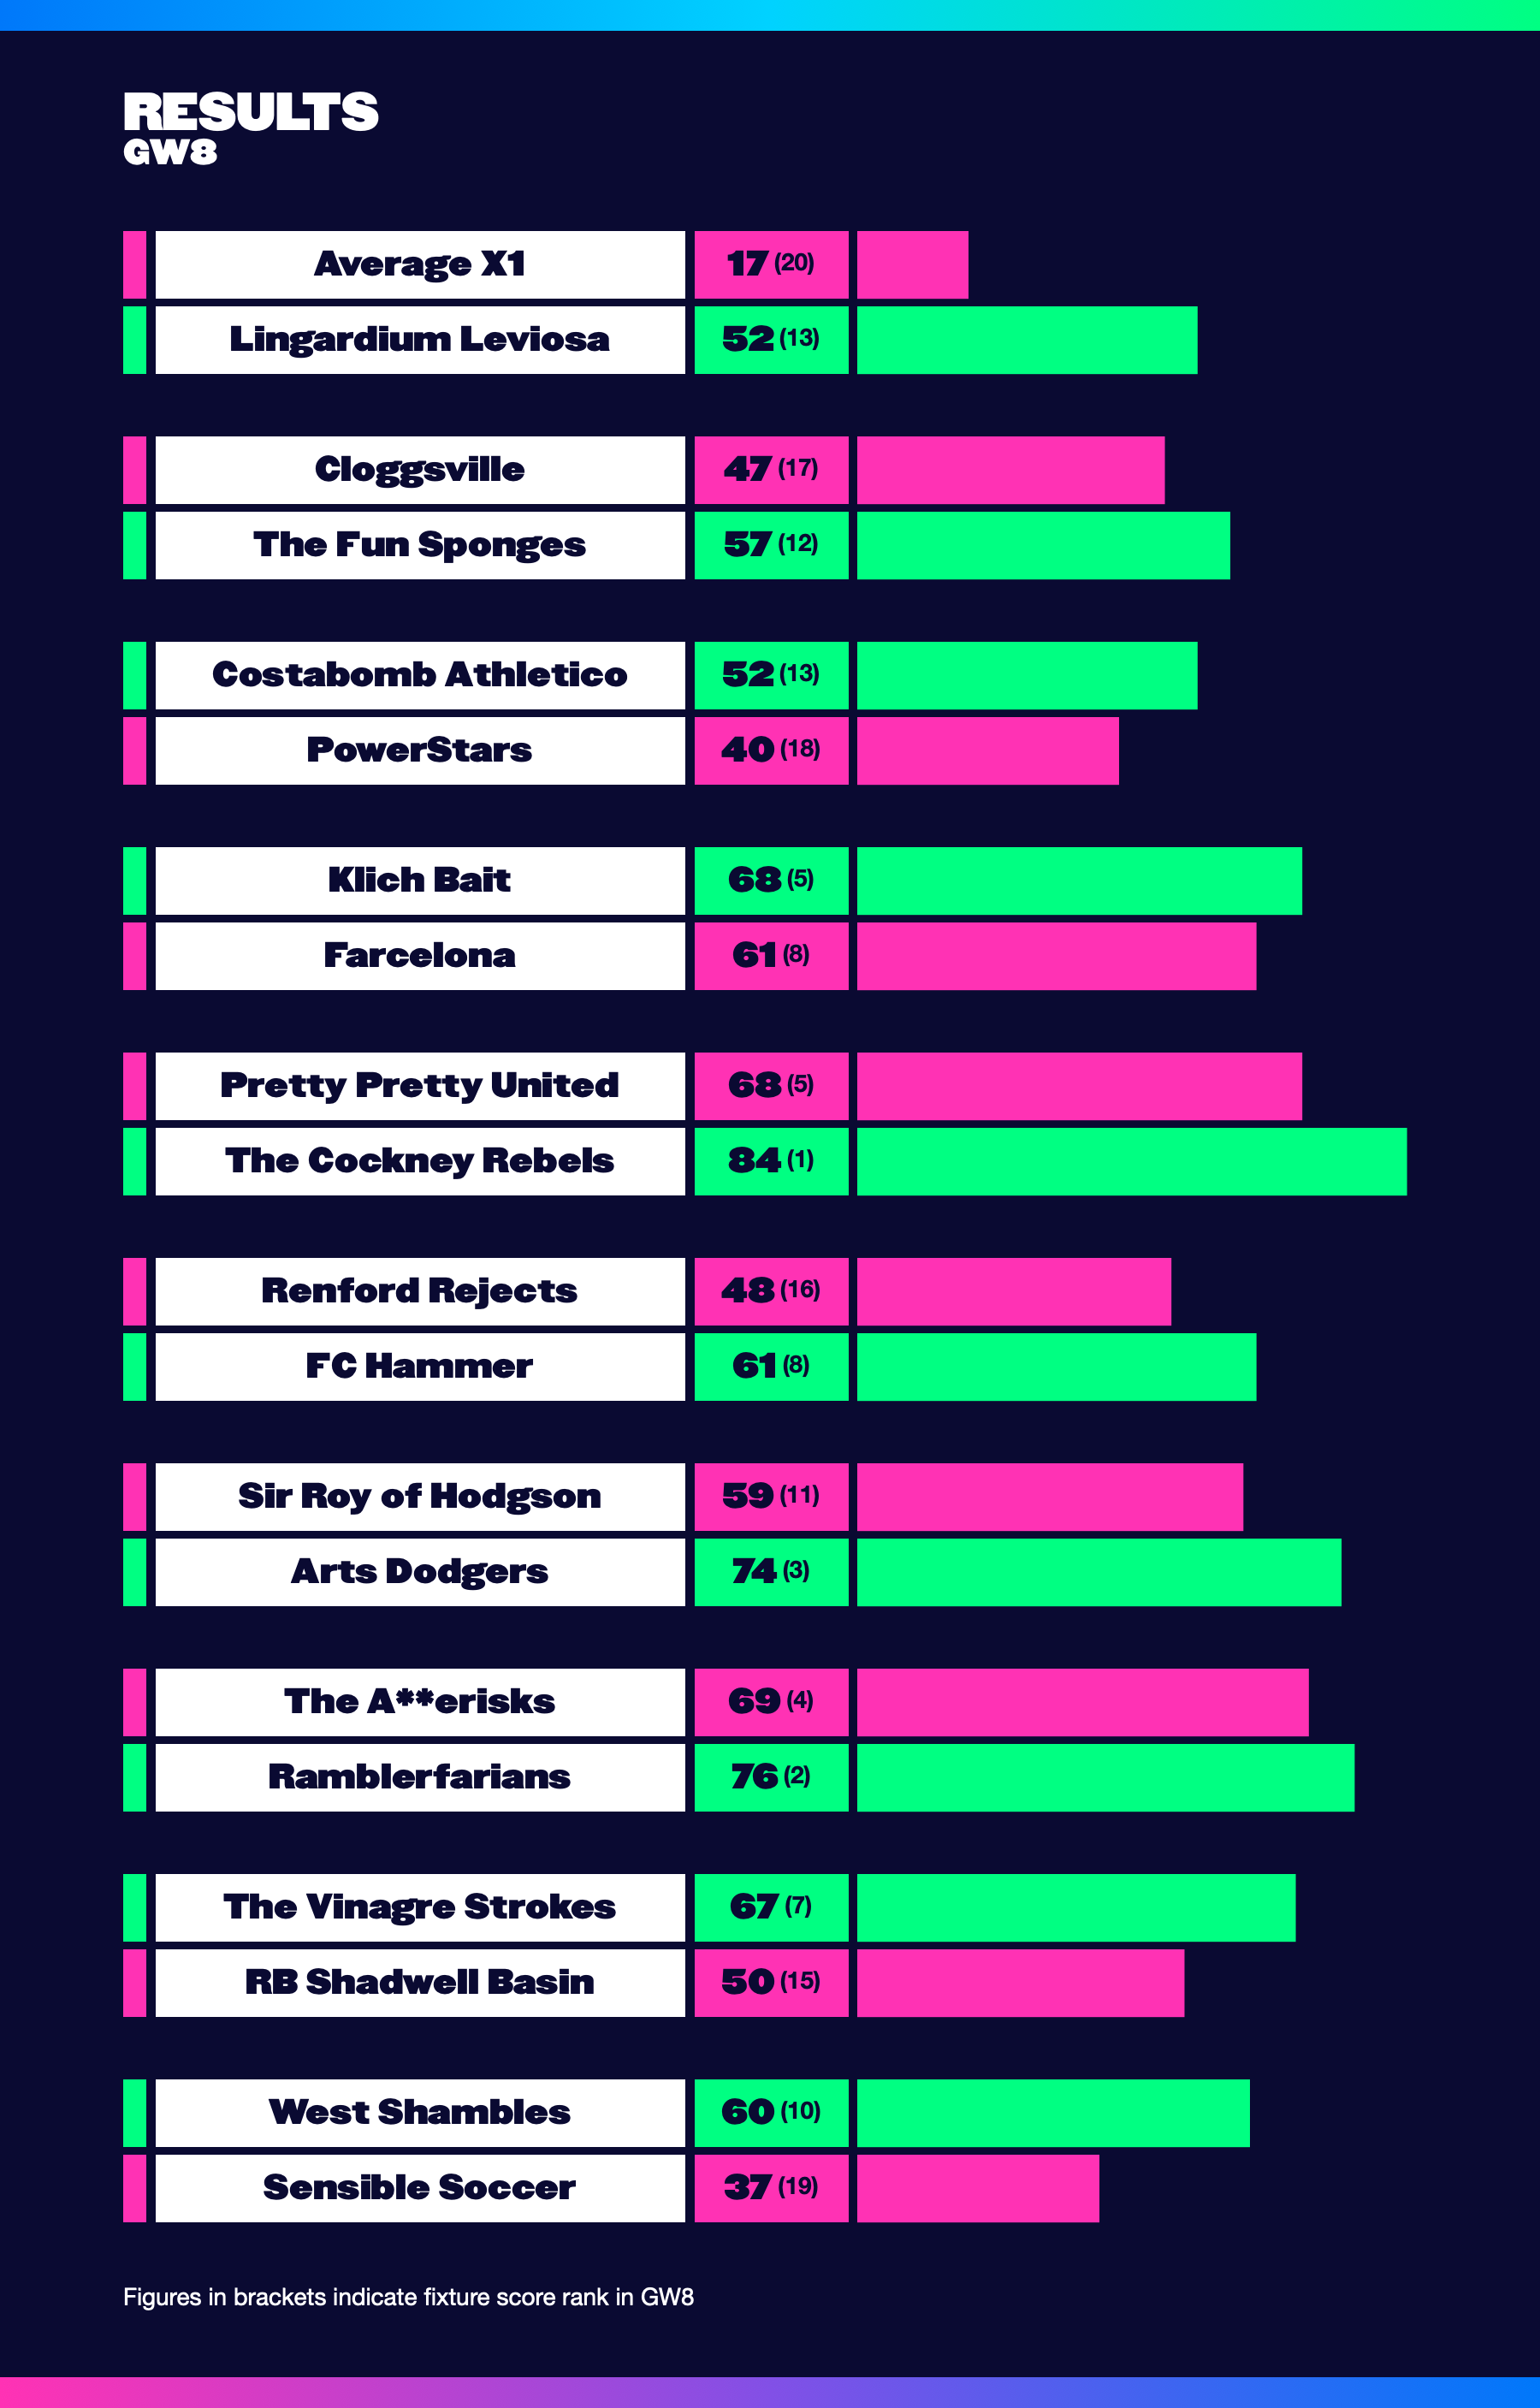 RESULTS
GW8
Average X1 17 (20)
Lingardium Leviosa 52 (13)
Cloggsville 47 (17)
The Fun Sponges 57 (12)
Costabomb Athletico 52 (13)
PowerStars 40 (18)
Klich Bait 68 (5)
Farcelona 61 (8)
Pretty Pretty United 68 (5)
The Cockney Rebels 84 (1)
Renford Rejects 48 (16)
FC Hammer 61 (8)
Sir Roy of Hodgson 59 (11)
Arts Dodgers 74 (3)
The A**erisks 69 (4)
Ramblerfarians 76 (2)
The Vinagre Strokes 67 (7)
RB Shadwell Basin 50 (15)
West Shambles 60 (10)
Sensible Soccer 37 (19)
Figures in brackets indicate fixture score rank in GW8